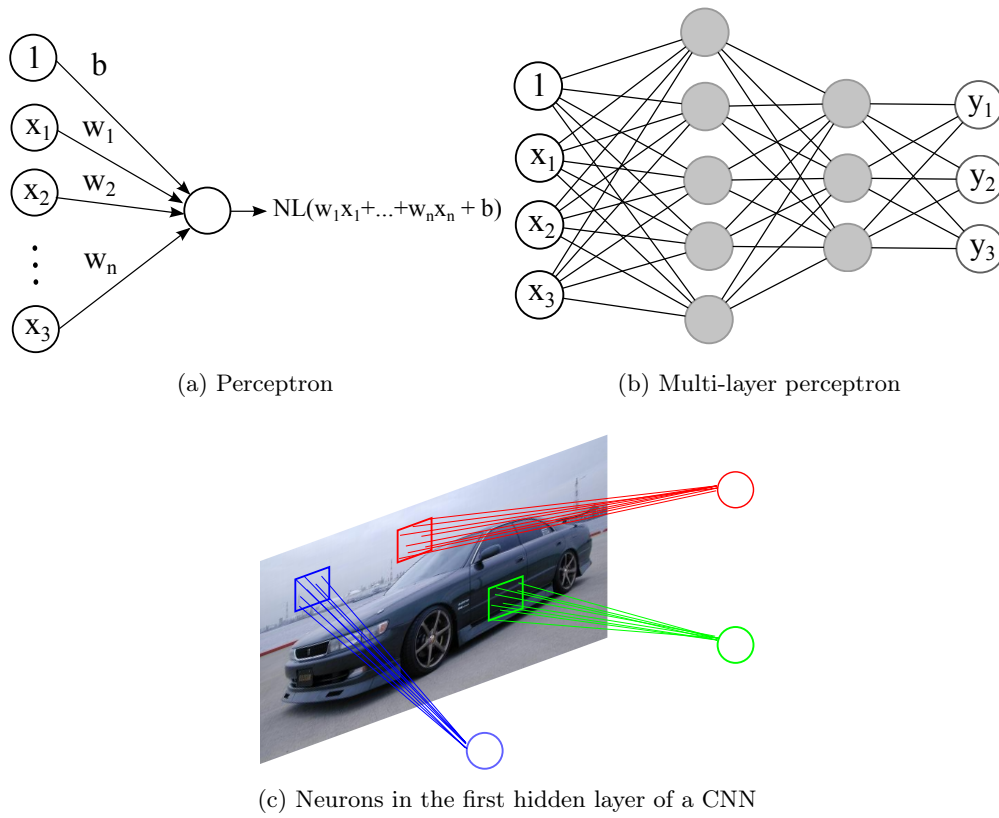 1
b
x₁
w₁
x₂
w₂
wₙ
x₃
NL(w₁x₁+...+wₙxₙ + b)
(a) Perceptron
1
x₁
x₂
x₃
y₁
y₂
y₃
(b) Multi-layer perceptron
(c) Neurons in the first hidden layer of a CNN